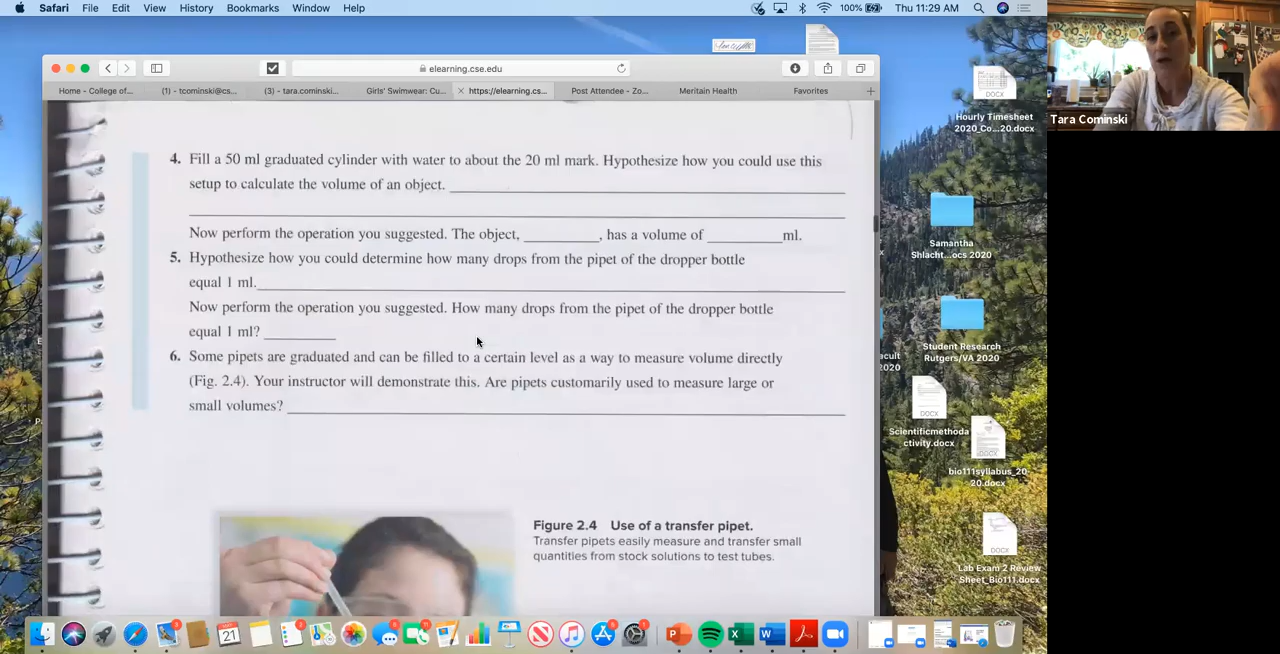 Safari File Edit View History Bookmarks Window Help
100% Thu 11:29 AM
elearning.cse.edu
Home - College of...
(1) - tcominski@cs...
(3) - tara.cominski...
Girls' Swimwear: Cu...
https://elearning.cse...
Post Attendee - Zo...
Meritain Health
Favorites
4. Fill a 50 ml graduated cylinder with water to about the 20 ml mark. Hypothesize how you could use this
setup to calculate the volume of an object.
Now perform the operation you suggested. The object, ________, has a volume of ________ml.
5. Hypothesize how you could determine how many drops from the pipet of the dropper bottle
equal 1 ml.
Now perform the operation you suggested. How many drops from the pipet of the dropper bottle
equal 1 ml?
6. Some pipets are graduated and can be filled to a certain level as a way to measure volume directly
(Fig. 2.4). Your instructor will demonstrate this. Are pipets customarily used to measure large or
small volumes?
Figure 2.4 Use of a transfer pipet.
Transfer pipets easily measure and transfer small
quantities from stock solutions to test tubes.
DOCX
Hourly Timesheet
2020_Co...20.docx
Samantha
Shlacht...ocs 2020
Student Research
Rutgers/VA 2020
DOCX
Scientificmethoda
ctivity.docx
DOCX
bio111syllabus_20
20.docx
DOCX
Lab Exam 2 Review
Sheet_Bio111.docx
Tara Cominski
21